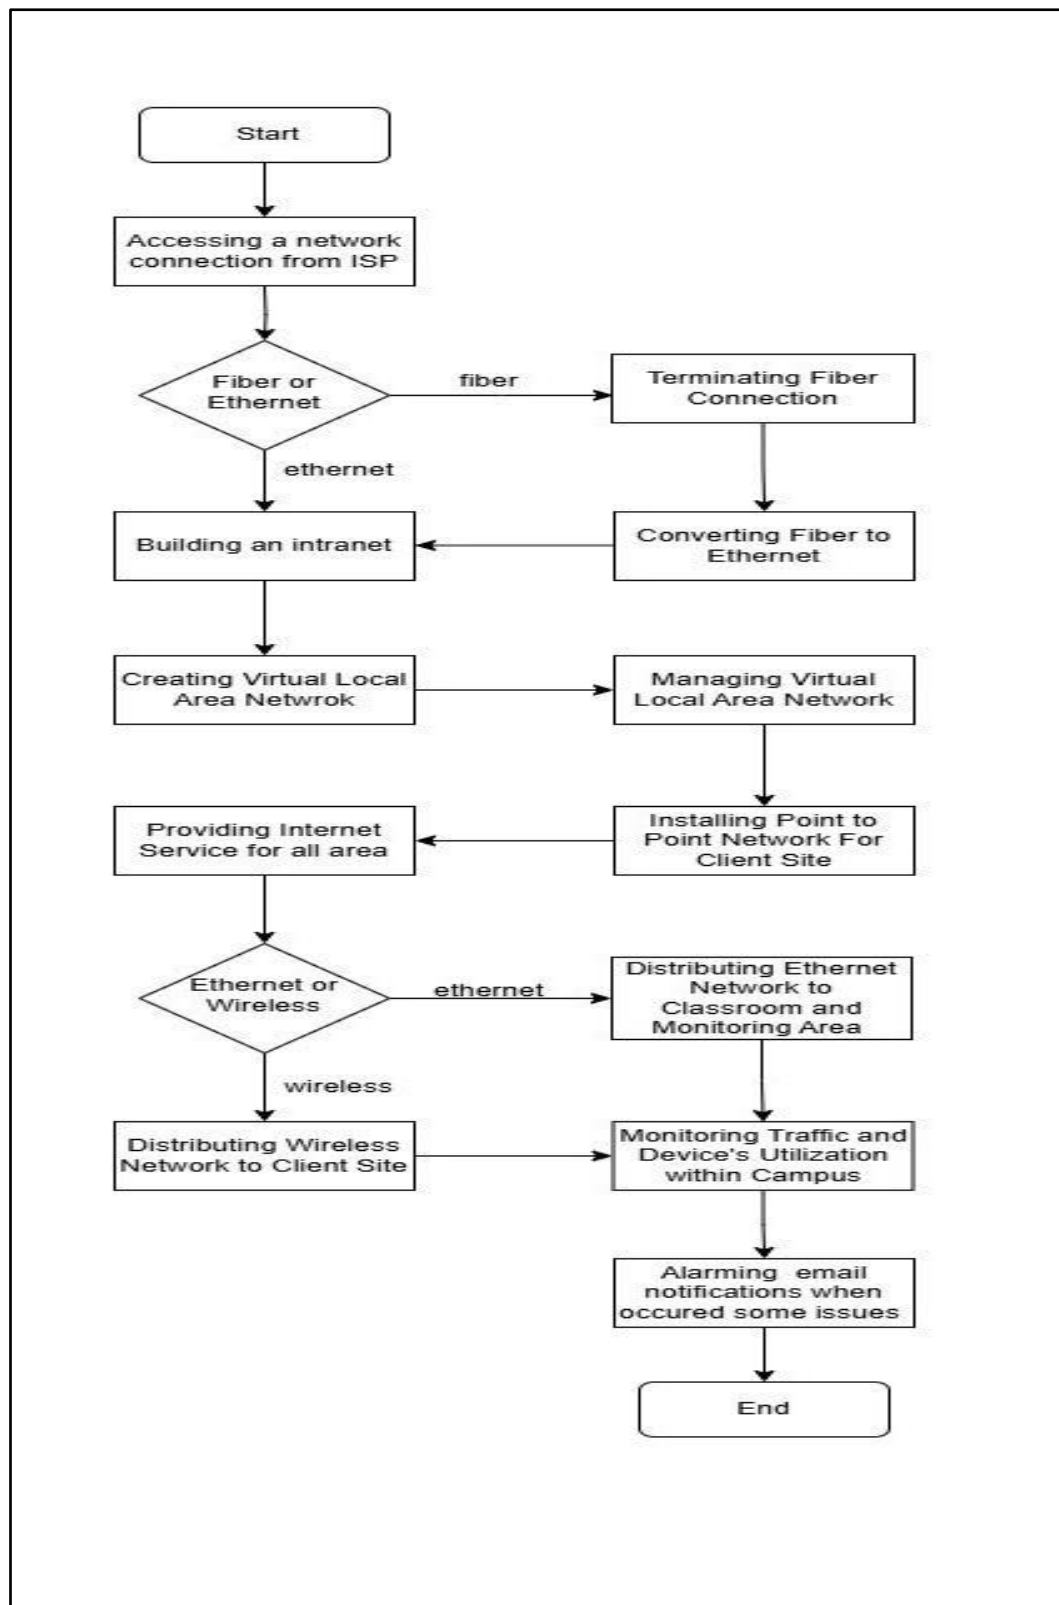 Start
Accessing a network
connection from ISP
Fiber or
Ethernet
fiber
Terminating Fiber
Connection
ethernet
Building an intranet
Converting Fiber to
Ethernet
Creating Virtual Local
Area Netwrok
Managing Virtual
Local Area Network
Providing Internet
Service for all area
Installing Point to
Point Network For
Client Site
Ethernet or
Wireless
ethernet
Distributing Ethernet
Network to
Classroom and
Monitoring Area
wireless
Distributing Wireless
Network to Client Site
Monitoring Traffic and
Device's Utilization
within Campus
Alarming email
notifications when
occured some issues
End